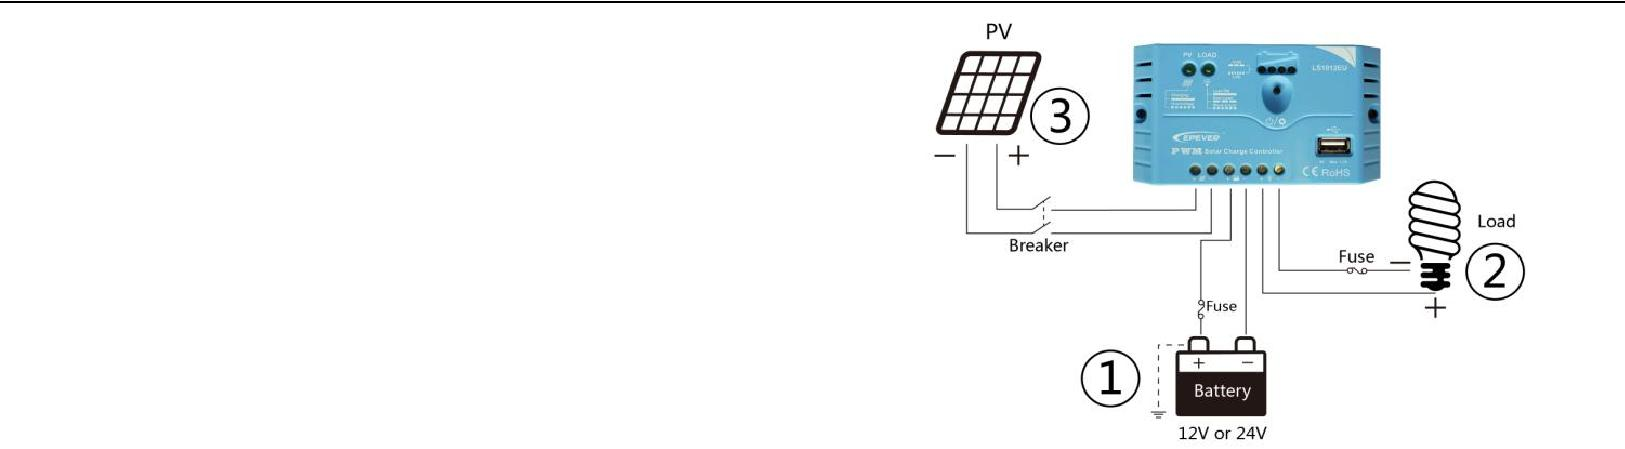 PV
PV LOAD
LS1012EU
3
EPEVER
PWM Solar Charge Controller
CE RoHS
− +
Breaker
Load
Fuse
−
2
+
Fuse
1
+ −
Battery
12V or 24V